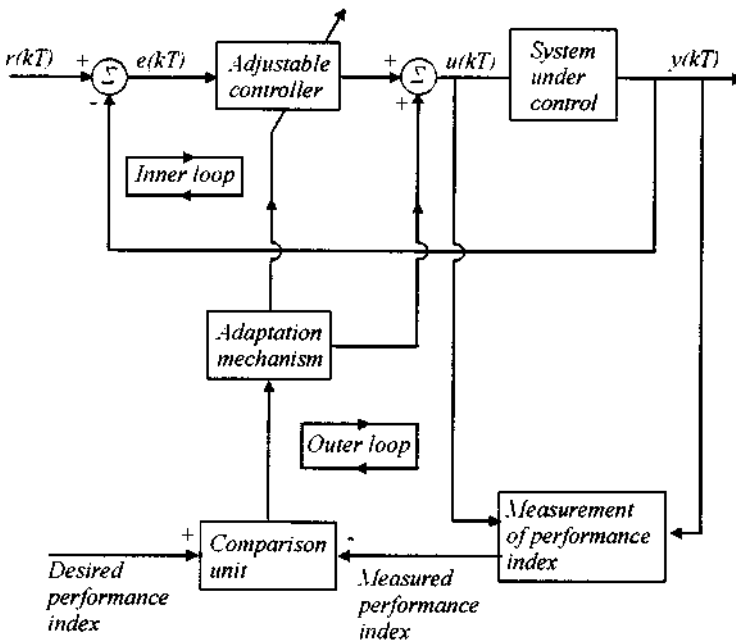 r(kT)
+
Σ
-
e(kT)
Adjustable
controller
+
Σ
+
u(kT)
System
under
control
y(kT)
Inner loop
Adaptation
mechanism
Outer loop
Measurement
of performance
index
+
Comparison
unit
-
Desired
performance
index
Measured
performance
index